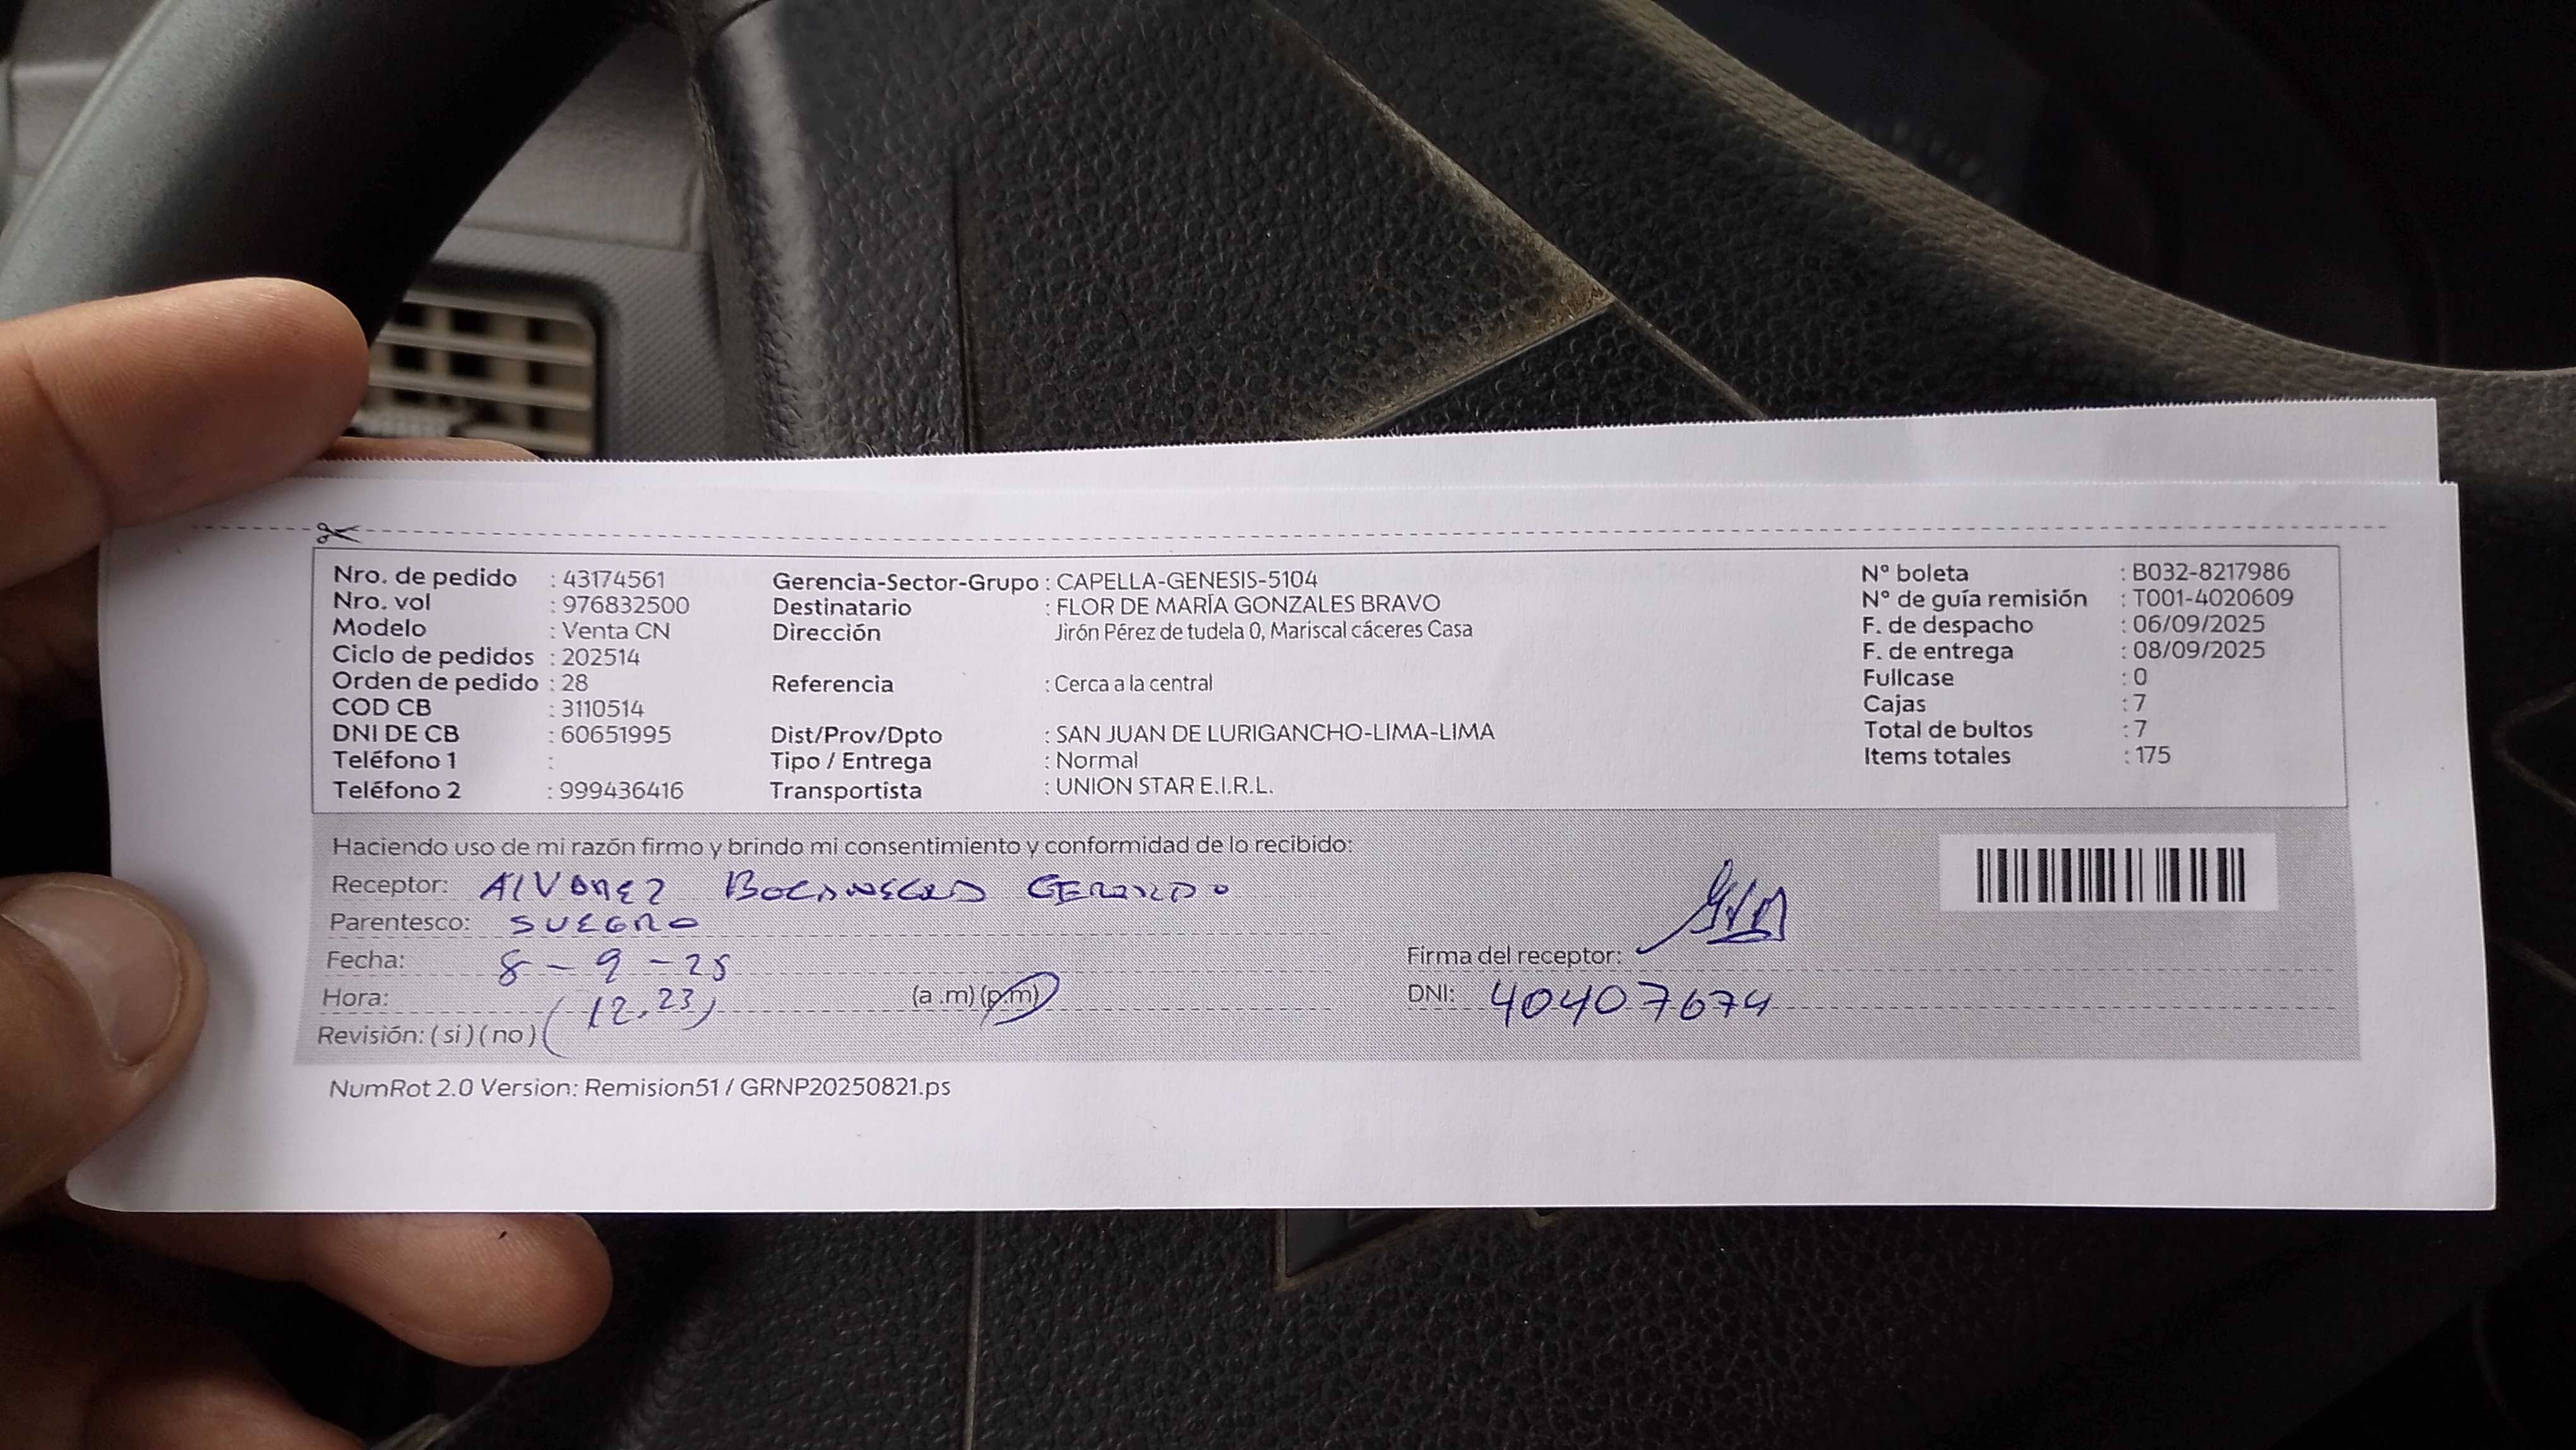 Nro. de pedido : 43174561 Gerencia-Sector-Grupo : CAPELLA-GENESIS-5104 N° boleta : B032-8217986
Nro. vol : 976832500 Destinatario : FLOR DE MARÍA GONZALES BRAVO N° de guía remisión : T001-4020609
Modelo : Venta CN Dirección Jirón Pérez de tudela 0, Mariscal cáceres Casa F. de despacho : 06/09/2025
Ciclo de pedidos : 202514 F. de entrega : 08/09/2025
Orden de pedido : 28 Referencia : Cerca a la central Fullcase : 0
COD CB : 3110514 Cajas : 7
DNI DE CB : 60651995 Dist/Prov/Dpto : SAN JUAN DE LURIGANCHO-LIMA-LIMA Total de bultos : 7
Teléfono 1 : Tipo / Entrega : Normal Items totales : 175
Teléfono 2 : 999436416 Transportista : UNION STAR E.I.R.L.
Haciendo uso de mi razón firmo y brindo mi consentimiento y conformidad de lo recibido:
Receptor: Alvarez GERARDO
Parentesco: SUEGRO
Fecha: 8-9-25 Firma del receptor:
Hora: (12.23) (a .m) (p.m) DNI: 40407674
Revisión: ( si ) ( no )
NumRot 2.0 Version: Remision51 / GRNP20250821.ps